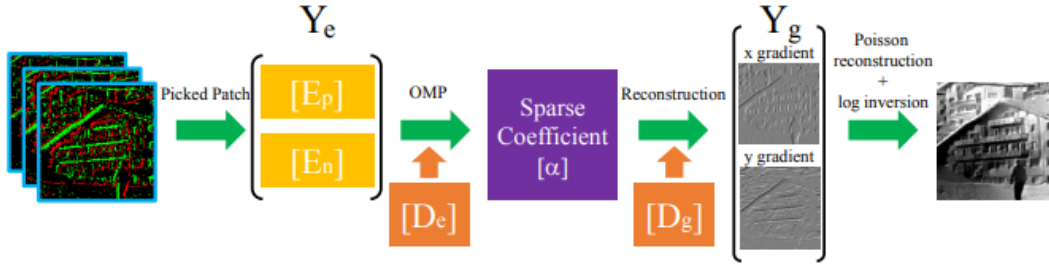 Yₑ
Picked Patch
[Eₚ]
[Eₙ]
OMP
[Dₑ]
Sparse
Coefficient
[α]
Reconstruction
[D_g]
Y_g
x gradient
y gradient
Poisson
reconstruction
+
log inversion